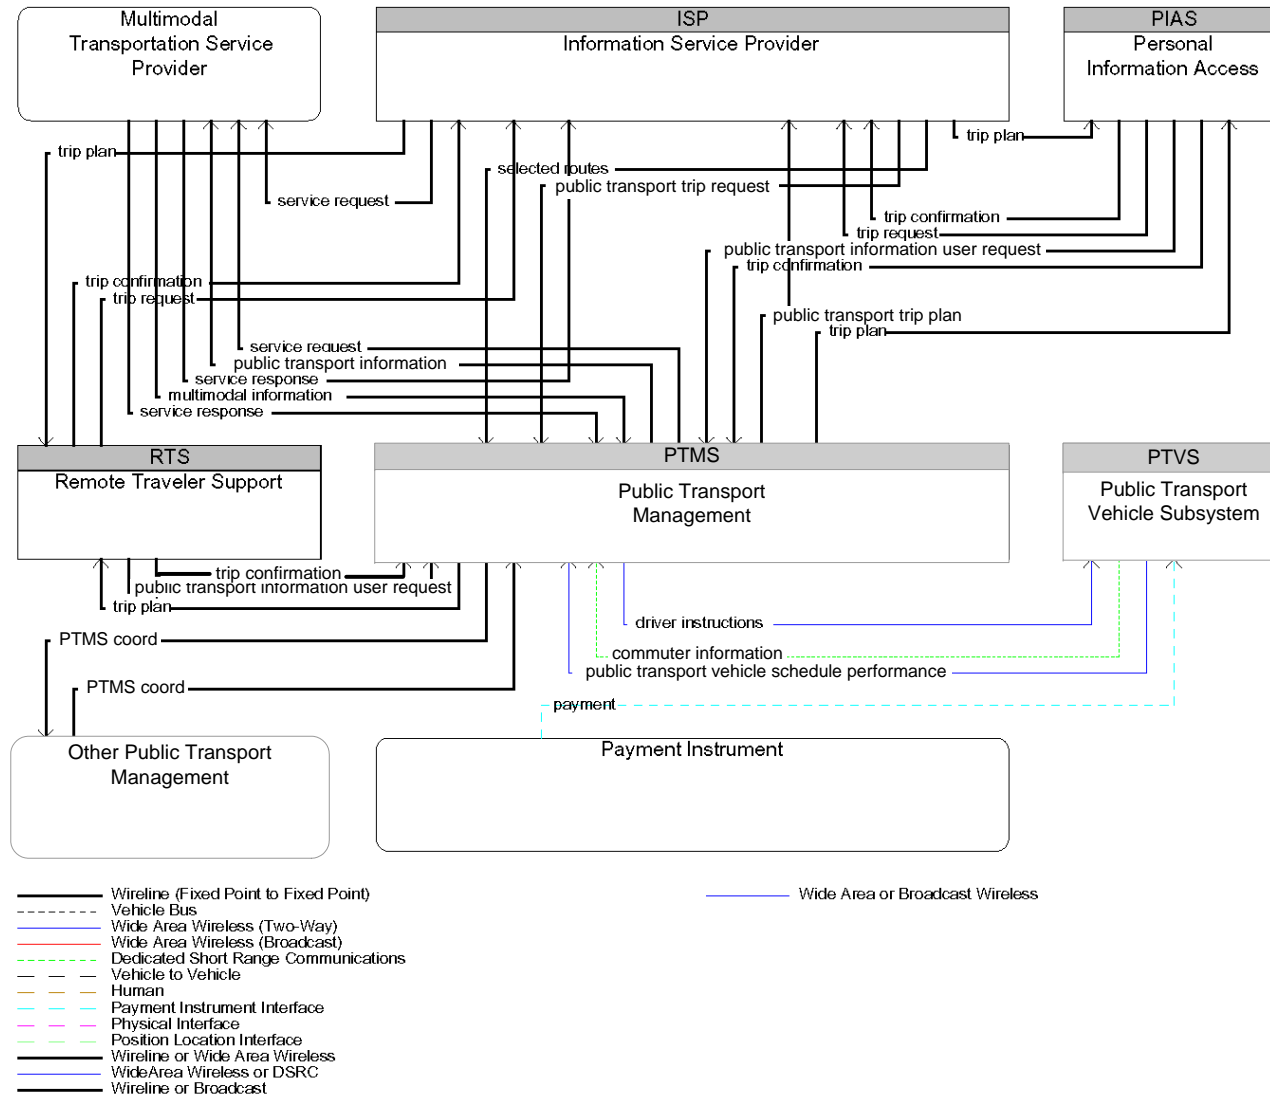 Multimodal
Transportation Service
Provider
ISP
Information Service Provider
PIAS
Personal
Information Access
trip plan
trip plan
selected routes
public transport trip request
service request
trip confirmation
trip request
public transport information user request
trip confirmation
trip confirmation
trip request
public transport trip plan
trip plan
service request
public transport information
service response
multimodal information
service response
RTS
Remote Traveler Support
PTMS
Public Transport
Management
PTVS
Public Transport
Vehicle Subsystem
trip confirmation
public transport information user request
trip plan
driver instructions
PTMS coord
commuter information
public transport vehicle schedule performance
PTMS coord
payment
Other Public Transport
Management
Payment Instrument
Wireline (Fixed Point to Fixed Point)
Wide Area or Broadcast Wireless
Vehicle Bus
Wide Area Wireless (Two-Way)
Wide Area Wireless (Broadcast)
Dedicated Short Range Communications
Vehicle to Vehicle
Human
Payment Instrument Interface
Physical Interface
Position Location Interface
Wireline or Wide Area Wireless
WideArea Wireless or DSRC
Wireline or Broadcast